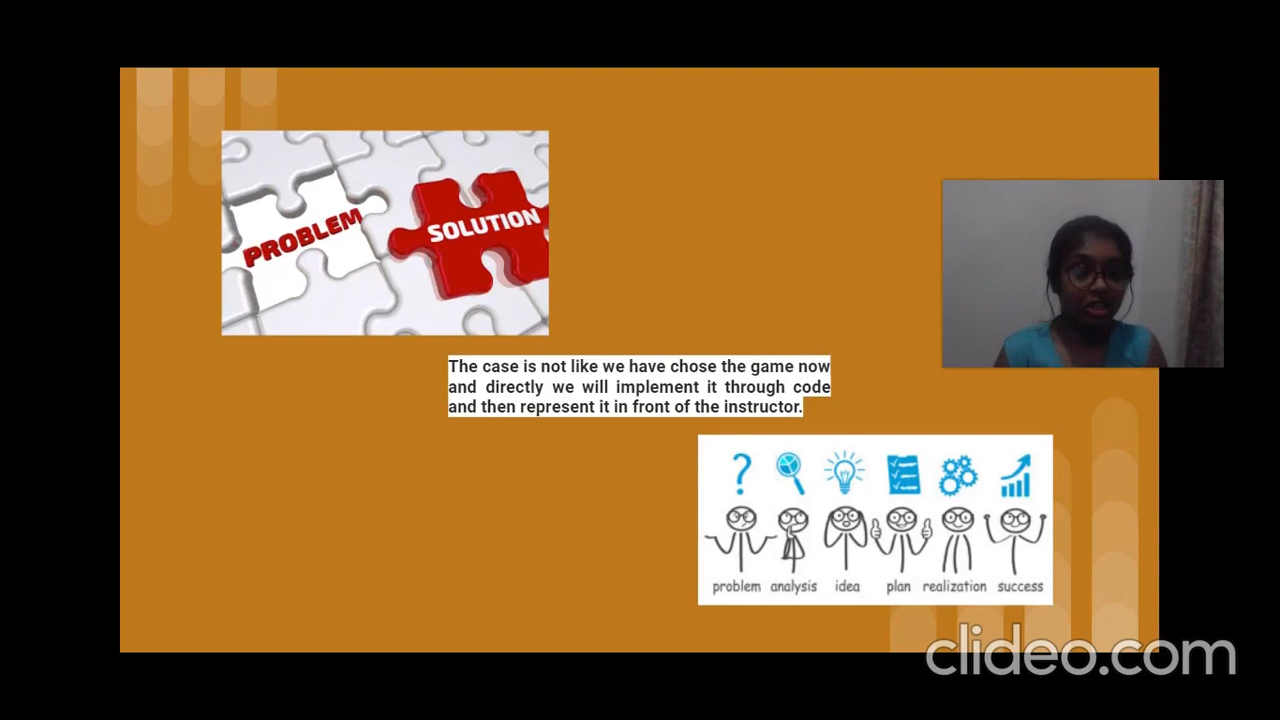 PROBLEM
SOLUTION
The case is not like we have chose the game now
and directly we will implement it through code
and then represent it in front of the instructor.
?
problem analysis idea plan realization success
clideo.com